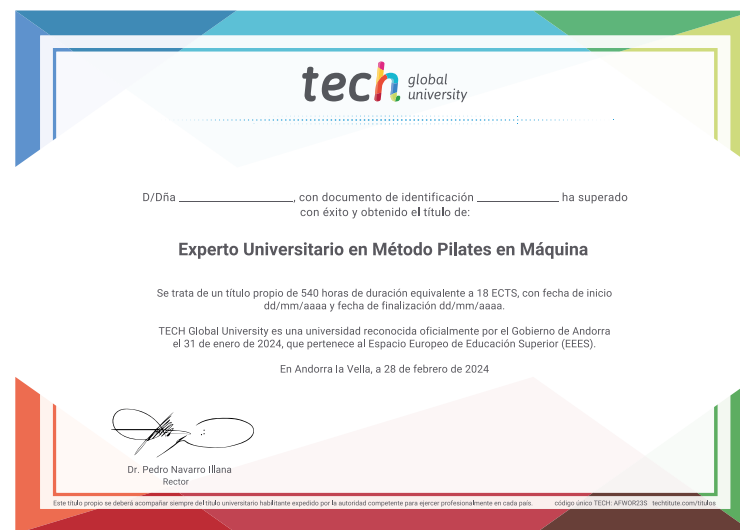 tech global university
D/Dña ______________, con documento de identificación __________ ha superado
con éxito y obtenido el título de:
Experto Universitario en Método Pilates en Máquina
Se trata de un título propio de 540 horas de duración equivalente a 18 ECTS, con fecha de inicio
dd/mm/aaaa y fecha de finalización dd/mm/aaaa.
TECH Global University es una universidad reconocida oficialmente por el Gobierno de Andorra
el 31 de enero de 2024, que pertenece al Espacio Europeo de Educación Superior (EEES).
En Andorra la Vella, a 28 de febrero de 2024
Dr. Pedro Navarro Illana
Rector
Este título propio se deberá acompañar siempre del título universitario habilitante expedido por la autoridad competente para ejercer profesionalmente en cada país. código único TECH: AFWOR23S techtitute.com/titulos